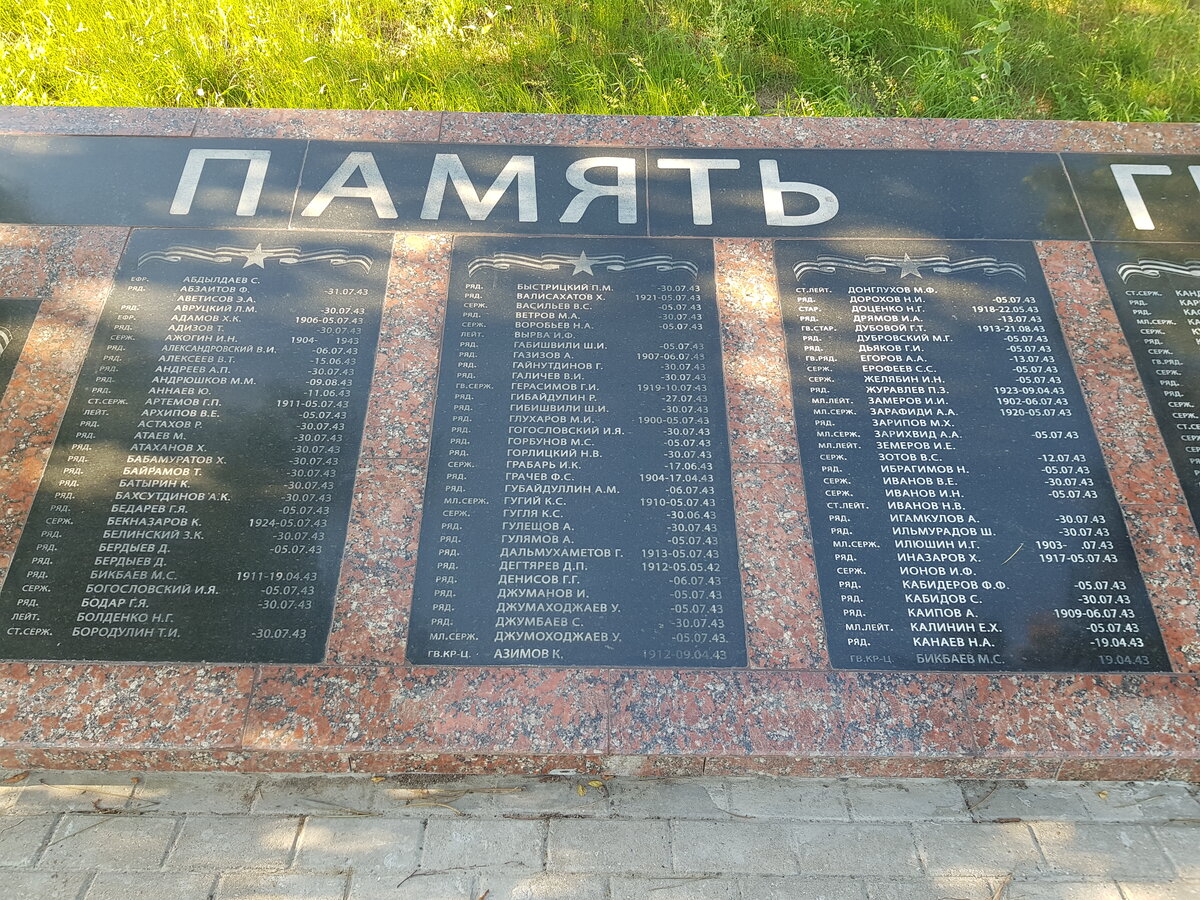 ПАМЯТЬ Г
ЕФР. АБДЫЛДАЕВ С.
РЯД. АБЗАИТОВ Ф. -31.07.43
АВЕТИСОВ Э.А.
РЯД. АВРУЦКИЙ Л.М. -30.07.43
ЕФР. АДАМОВ Х.К. 1906-05.07.43
РЯД. АДИЗОВ Т. -30.07.43
СЕРЖ. АЖОГИН И.Н. 1904- 1943
РЯД. АЛЕКСАНДРОВСКИЙ В.И. -06.07.43
РЯД. АЛЕКСЕЕВ В.Т. -15.06.43
РЯД. АНДРЕЕВ А.П. -30.07.43
РЯД. АНДРЮШКОВ М.М. -09.08.43
РЯД. АННАЕВ Ю. -11.06.43
СТ.СЕРЖ. АРТЕМОВ Г.П. 1911-05.07.43
ЛЕЙТ. АРХИПОВ В.Е. -05.07.43
РЯД. АСТАХОВ Р. -30.07.43
РЯД. АТАЕВ М. -30.07.43
РЯД. АТАХАНОВ Х. -30.07.43
РЯД. БАБАМУРАТОВ Х. -30.07.43
РЯД. БАЙРАМОВ Т. -30.07.43
РЯД. БАТЫРИН К. -30.07.43
РЯД. БАХСУТДИНОВ А.К. -30.07.43
РЯД. БЕДАРЕВ Г.Я. -05.07.43
СЕРЖ. БЕКНАЗАРОВ К. 1924-05.07.43
РЯД. БЕЛИНСКИЙ З.К. -30.07.43
РЯД. БЕРДЫЕВ Д. -05.07.43
РЯД. БЕРДЫЕВ Д.
РЯД. БИКБАЕВ М.С. 1911-19.04.43
СЕРЖ. БОГОСЛОВСКИЙ И.Я. -05.07.43
РЯД. БОДАР Г.Я. -30.07.43
ЛЕЙТ. БОЛДЕНКО Н.Г.
СТ.СЕРЖ. БОРОДУЛИН Т.И. -30.07.43
РЯД. БЫСТРИЦКИЙ П.М. -30.07.43
РЯД. ВАЛИСАХАТОВ Х. 1921-05.07.43
СЕРЖ. ВАСИЛЬЕВ В.С. -05.07.43
РЯД. ВЕТРОВ М.А. -30.07.43
СЕРЖ. ВОРОБЬЕВ Н.А. -05.07.43
ЛЕЙТ. ВЫРВА И.Ф.
РЯД. ГАБИШВИЛИ Ш.И. -05.07.43
РЯД. ГАЗИЗОВ А. 1907-06.07.43
РЯД. ГАЙНУТДИНОВ Г. -30.07.43
РЯД. ГАЛИЧЕВ В.И. -30.07.43
ГВ.СЕРЖ. ГЕРАСИМОВ Г.И. 1919-10.07.43
РЯД. ГИБАЙДУЛИН Р. -27.07.43
РЯД. ГИБИШВИЛИ Ш.И. -30.07.43
РЯД. ГЛУХАРОВ М.И. 1900-05.07.43
РЯД. ГОГОСЛОВСКИЙ И.Я. -30.07.43
РЯД. ГОРБУНОВ М.С. -05.07.43
РЯД. ГОРЛИЦКИЙ Н.В. -30.07.43
СЕРЖ. ГРАБАРЬ И.К. -17.06.43
РЯД. ГРАЧЕВ Ф.С. 1904-17.04.43
РЯД. ГУБАЙДУЛЛИН А.М. -06.07.43
МЛ.СЕРЖ. ГУГИЙ К.С. 1910-05.07.43
СЕРЖ. ГУГЛЯ К.С. -30.06.43
РЯД. ГУЛЕЩОВ А. -30.07.43
РЯД. ГУЛЯМОВ А. -05.07.43
РЯД. ДАЛЬМУХАМЕТОВ Г. 1913-05.07.43
РЯД. ДЕГТЯРЕВ Д.П. 1912-05.05.42
РЯД. ДЕНИСОВ Г.Г. -06.07.43
РЯД. ДЖУМАНОВ И. -05.07.43
РЯД. ДЖУМАХОДЖАЕВ У. -05.07.43
РЯД. ДЖУМБАЕВ С. -30.07.43
МЛ.СЕРЖ. ДЖУМОХОДЖАЕВ У. -05.07.43
ГВ.КР-Ц. АЗИМОВ К. 1912-09.04.43
СТ.ЛЕЙТ. ДОНГЛУХОВ М.Ф.
РЯД. ДОРОХОВ Н.И. -05.07.43
СТАР. ДОЦЕНКО Н.Г. 1918-22.05.43
РЯД. ДРЯМОВ И.А. -13.07.43
ГВ.СТАР. ДУБОВОЙ Г.Т. 1913-21.08.43
РЯД. ДУБРОВСКИЙ М.Г. -05.07.43
РЯД. ДЬЯКОВ Г.И. -05.07.43
ГВ.РЯД. ЕГОРОВ А.А. -13.07.43
СЕРЖ. ЕРОФЕЕВ С.С. -05.07.43
РЯД. ЖЕЛЯБИН И.Н. -05.07.43
РЯД. ЖУРАВЛЕВ П.З. 1923-09.04.43
МЛ.ЛЕЙТ. ЗАМЕРОВ И.И. 1902-06.07.43
МЛ.СЕРЖ. ЗАРАФИДИ А.А. 1920-05.07.43
РЯД. ЗАРИПОВ М.Х.
МЛ.СЕРЖ. ЗАРИХВИД А.А. -05.07.43
МЛ.ЛЕЙТ. ЗЕМЕРОВ И.Е.
СЕРЖ. ЗОТОВ В.С. -12.07.43
РЯД. ИБРАГИМОВ Н. -05.07.43
СЕРЖ. ИВАНОВ В.Е. -30.07.43
РЯД. ИВАНОВ И.Н. -05.07.43
СТ.ЛЕЙТ. ИВАНОВ Н.В.
РЯД. ИГАМКУЛОВ А. -30.07.43
РЯД. ИЛЬМУРАДОВ Ш. -30.07.43
МЛ.СЕРЖ. ИЛЮШИН И.Г. 1903- .07.43
РЯД. ИНАЗАРОВ Х. 1917-05.07.43
СЕРЖ. ИОНОВ И.Ф.
РЯД. КАБИДЕРОВ Ф.Ф. -05.07.43
РЯД. КАБИДОВ С. -30.07.43
РЯД. КАИПОВ А. 1909-06.07.43
МЛ.ЛЕЙТ. КАЛИНИН Е.Х. -05.07.43
РЯД. КАНАЕВ Н.А. -19.04.43
ГВ.КР-Ц. БИКБАЕВ М.С. 19.04.43
СТ.СЕРЖ.
РЯД.
РЯД.
МЛ.СЕРЖ.